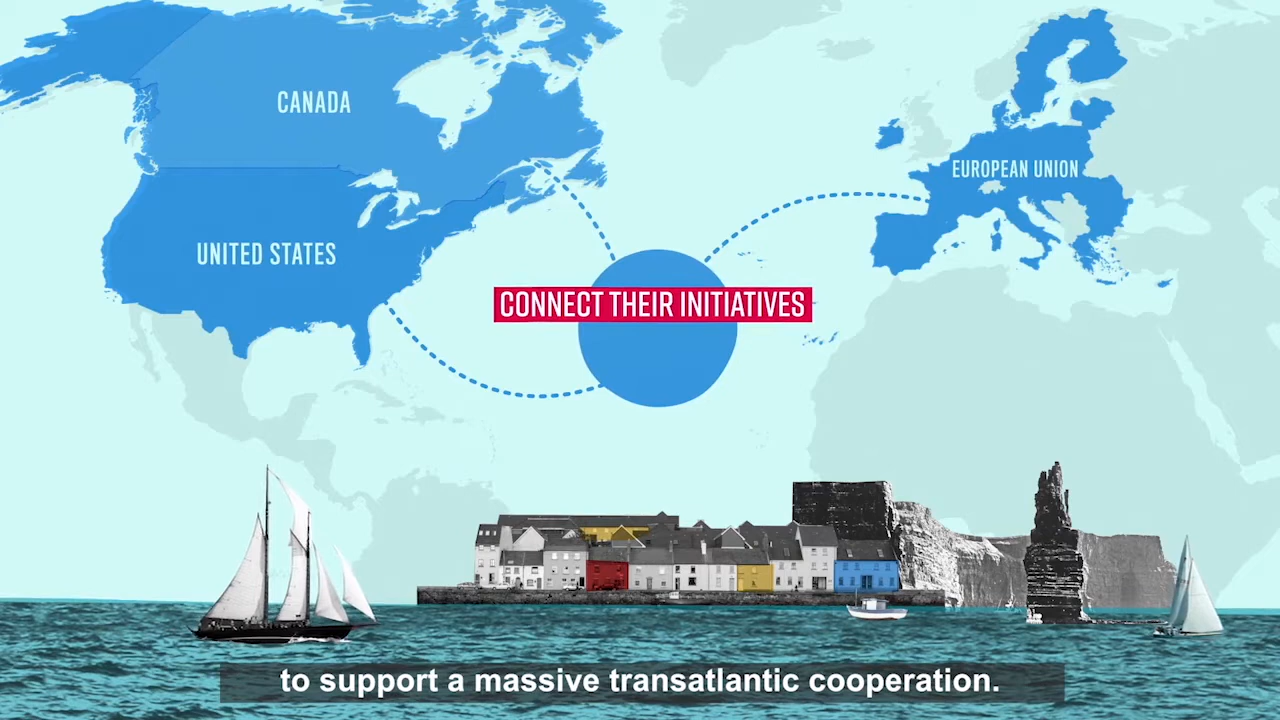 CANADA
EUROPEAN UNION
UNITED STATES
CONNECT THEIR INITIATIVES
to support a massive transatlantic cooperation.